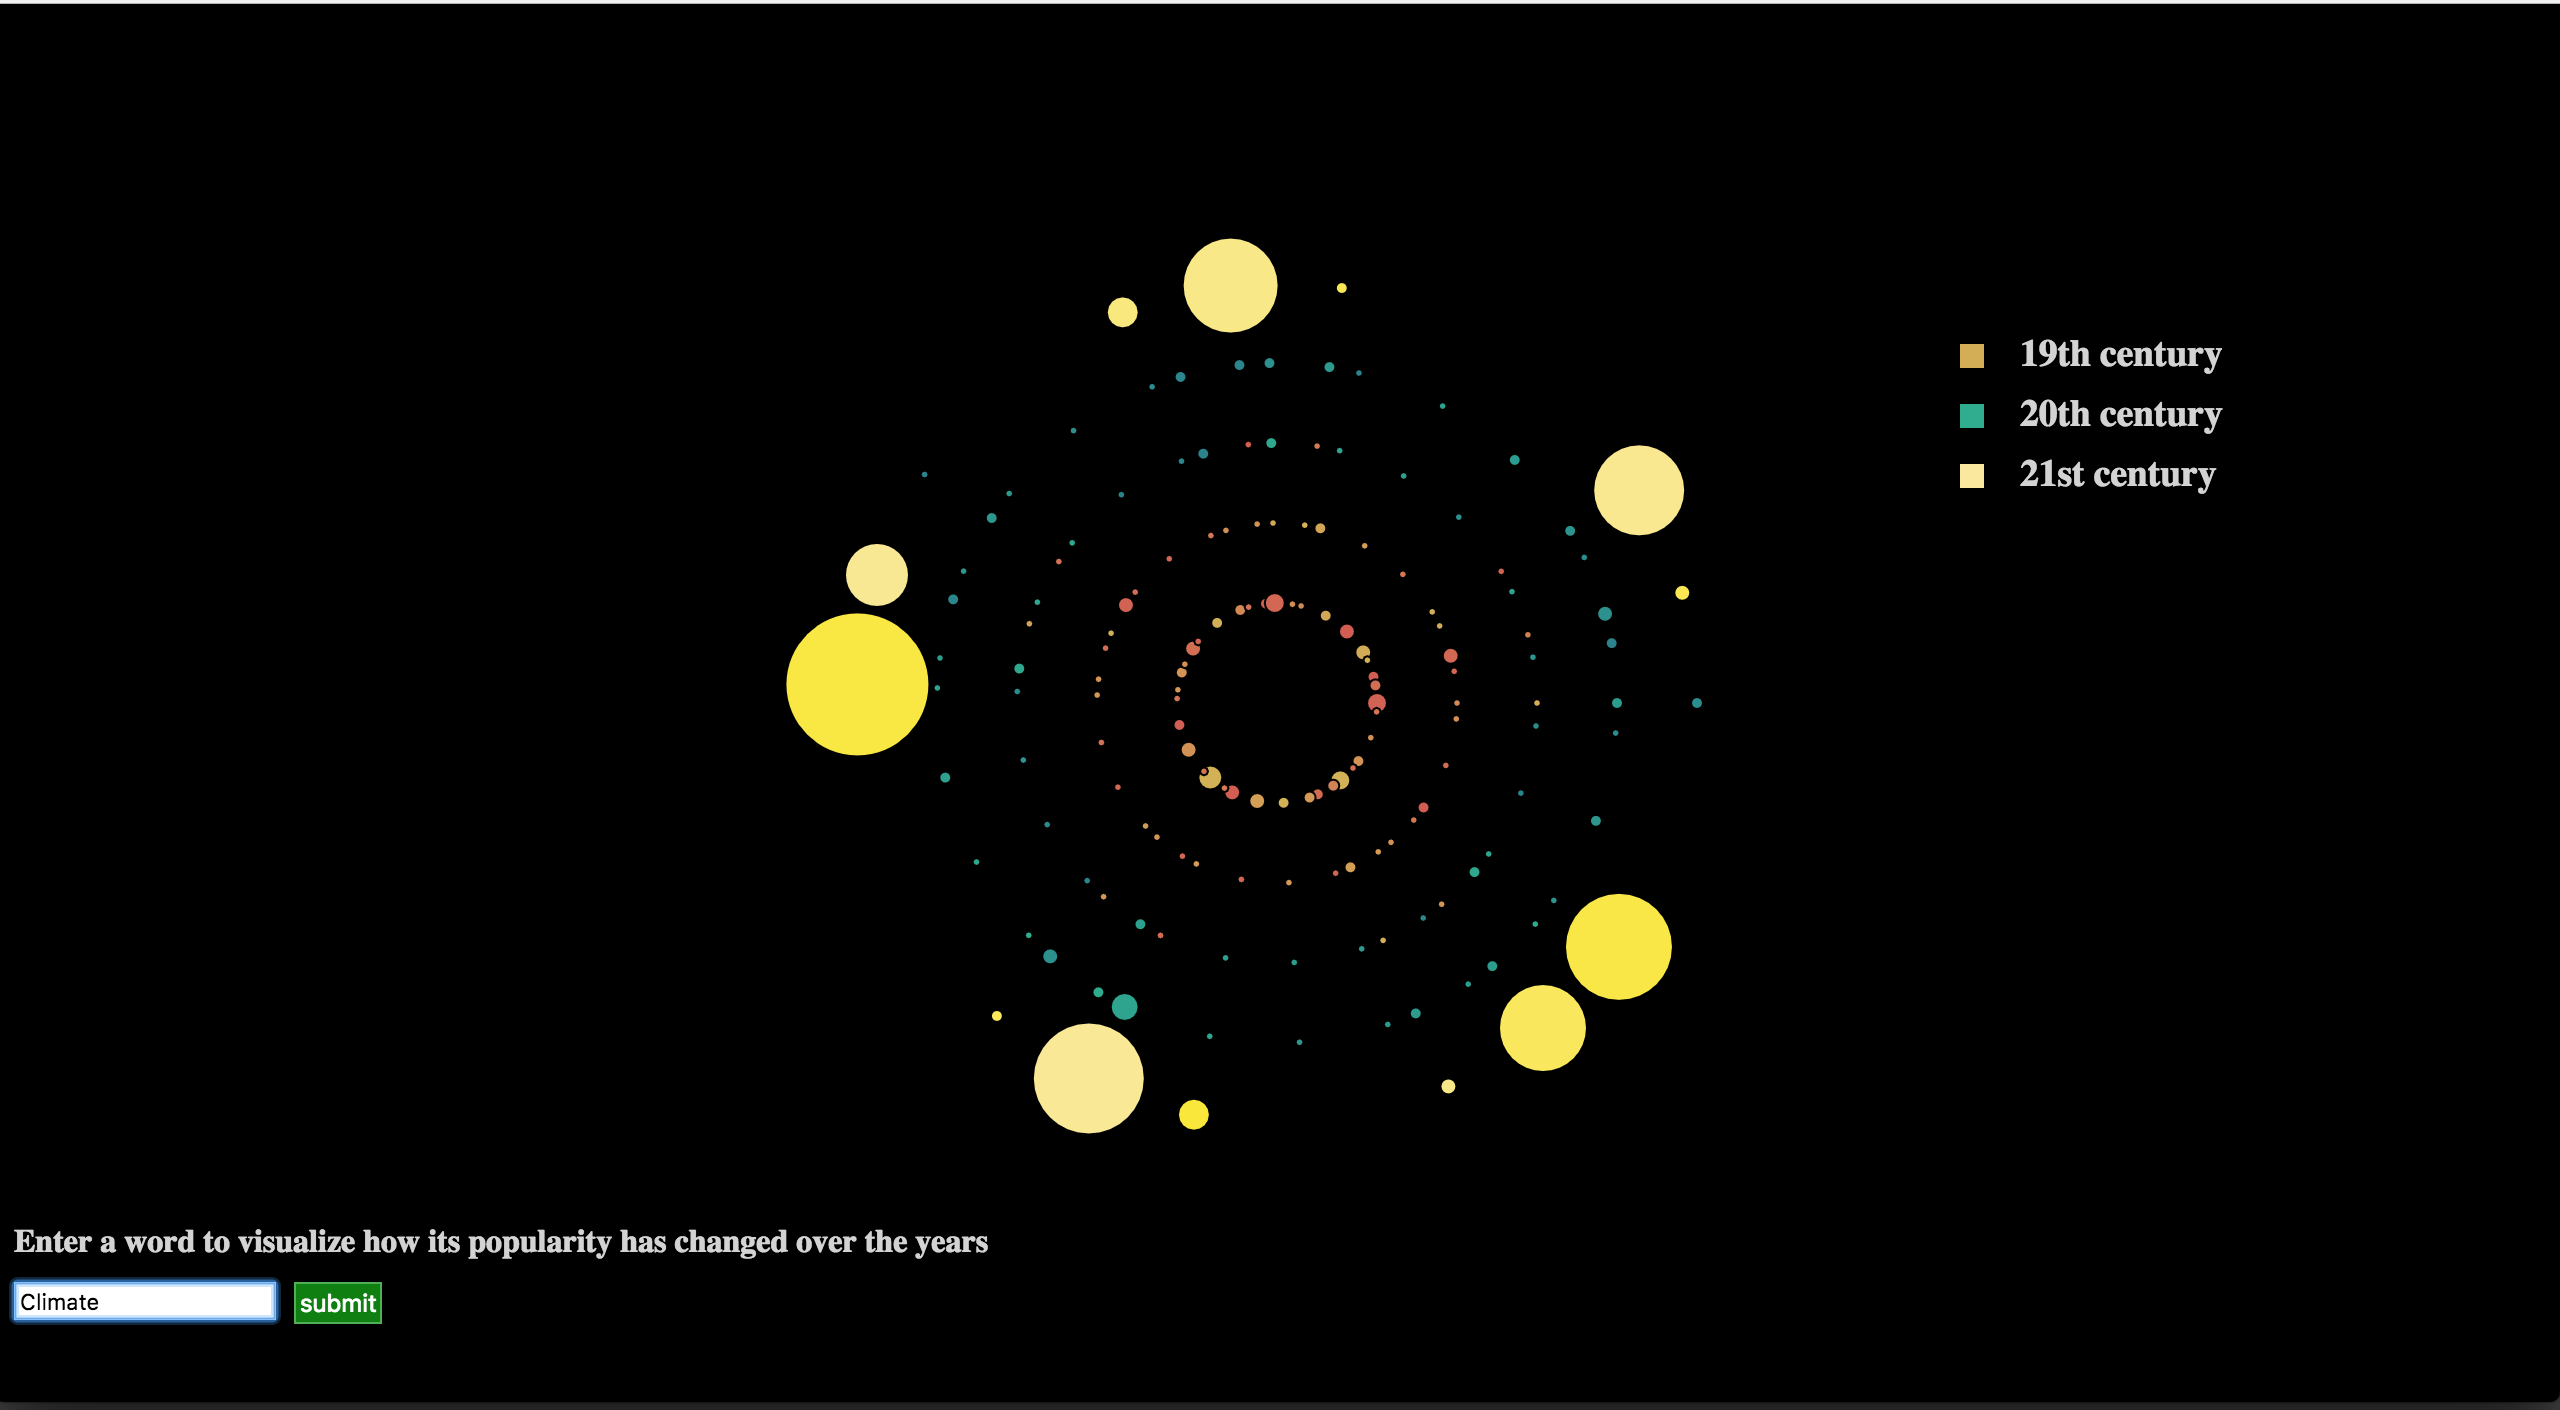 19th century
20th century
21st century
Enter a word to visualize how its popularity has changed over the years
Climate
submit